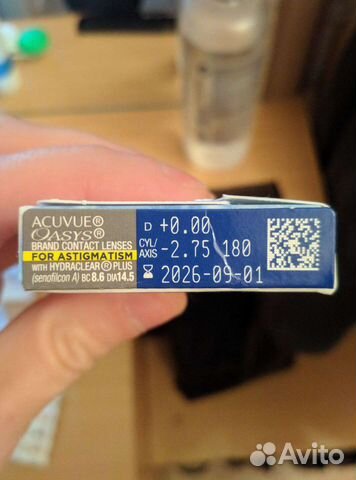 ACUVUE®
OASYS®
BRAND CONTACT LENSES
FOR ASTIGMATISM
WITH HYDRACLEAR® PLUS
(senofilcon A) BC 8.6 DIA 14.5
D +0.00
CYL/AXIS -2.75 180
2026-09-01
Avito